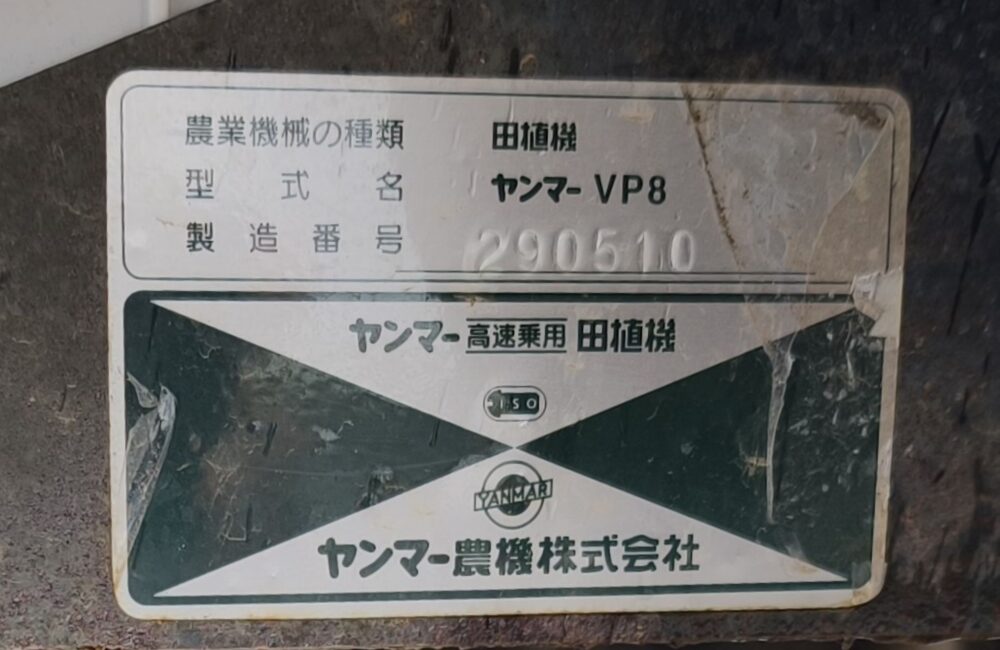 農業機械の種類 田植機
型式名 ヤンマー VP8
製造番号 290510
ヤンマー高速乗用田植機
ISO
YANMAR
ヤンマー農機株式会社